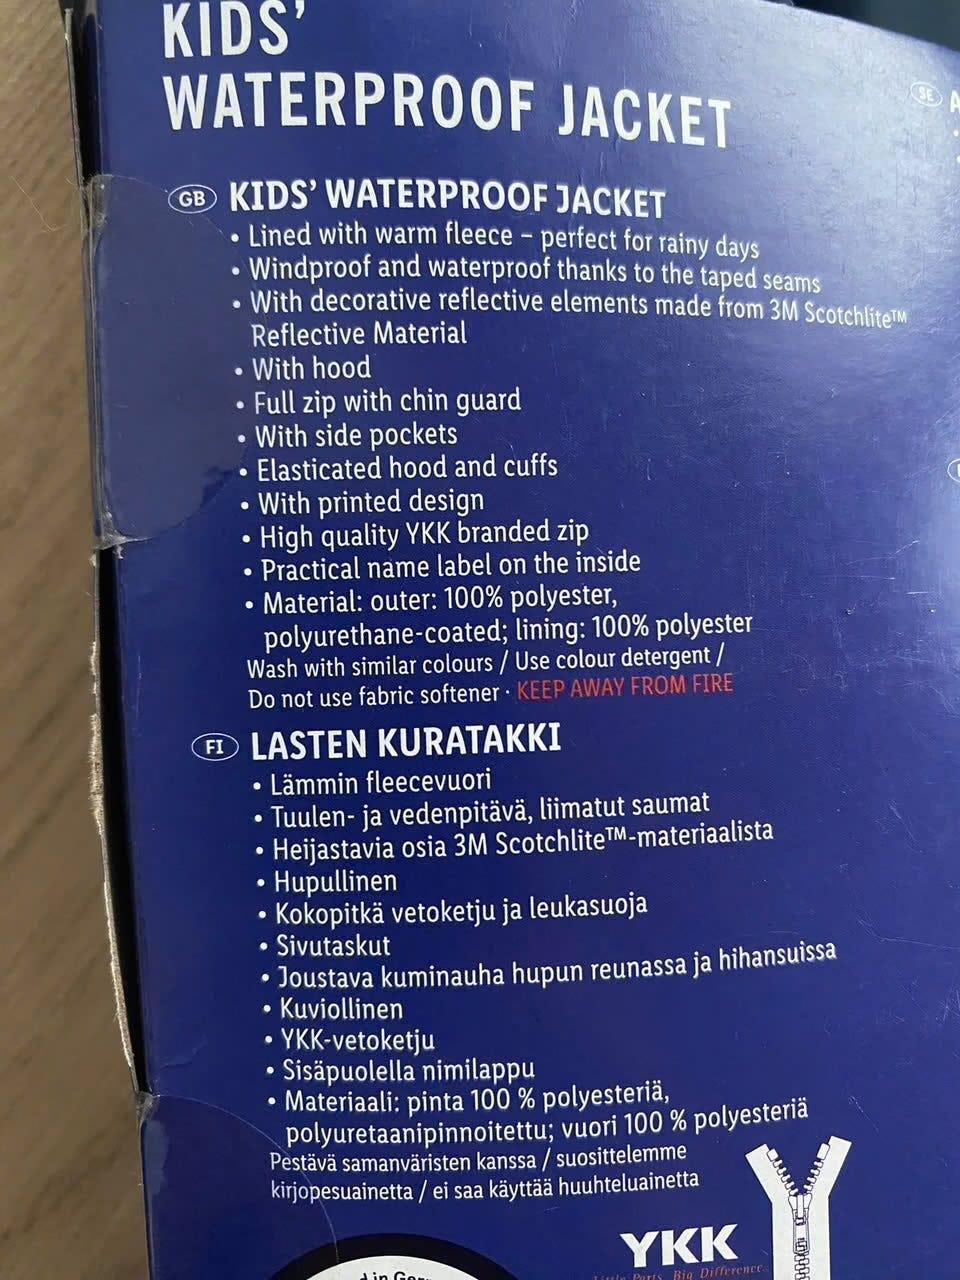 KIDS’
WATERPROOF JACKET
GB KIDS’ WATERPROOF JACKET
• Lined with warm fleece – perfect for rainy days
• Windproof and waterproof thanks to the taped seams
• With decorative reflective elements made from 3M Scotchlite™
Reflective Material
• With hood
• Full zip with chin guard
• With side pockets
• Elasticated hood and cuffs
• With printed design
• High quality YKK branded zip
• Practical name label on the inside
• Material: outer: 100% polyester,
polyurethane-coated; lining: 100% polyester
Wash with similar colours / Use colour detergent /
Do not use fabric softener · KEEP AWAY FROM FIRE
FI LASTEN KURATAKKI
• Lämmin fleecevuori
• Tuulen- ja vedenpitävä, liimatut saumat
• Heijastavia osia 3M Scotchlite™-materiaalista
• Hupullinen
• Kokopitkä vetoketju ja leukasuoja
• Sivutaskut
• Joustava kuminauha hupun reunassa ja hihansuissa
• Kuviollinen
• YKK-vetoketju
• Sisäpuolella nimilappu
• Materiaali: pinta 100 % polyesteriä,
polyuretaanipinnoitettu; vuori 100 % polyesteriä
Pestävä samanväristen kanssa / suosittelemme
kirjopesuainetta / ei saa käyttää huuhteluainetta
YKK
Little Parts. Big Difference.
SE